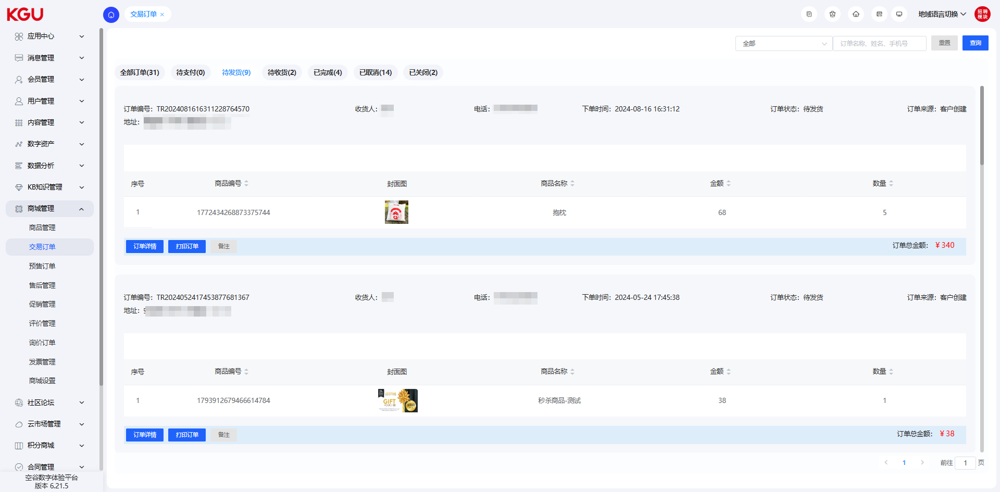 KGU
交易订单
地域语言切换
招聘
模块
应用中心
消息管理
会员管理
用户管理
内容管理
数字资产
数据分析
KB知识管理
商城管理
商品管理
交易订单
预售订单
售后管理
促销管理
评价管理
询价订单
发票管理
商城设置
社区论坛
云市场管理
积分商城
合同管理
空谷数字体验平台
版本 6.21.5
全部 订单名称、姓名、手机号 重置 查询
全部订单(31) 待支付(0) 待发货(9) 待收货(2) 已完成(4) 已取消(14) 已关闭(2)
订单编号: TR2024081616311228764570 收货人: 电话: 下单时间: 2024-08-16 16:31:12 订单状态: 待发货 订单来源: 客户创建
地址:
序号 商品编号 封面图 商品名称 金额 数量
1 1772434268873375744 抱枕 68 5
订单详情 打印订单 备注 订单总金额: ¥ 340
订单编号: TR2024052417453877681367 收货人: 电话: 下单时间: 2024-05-24 17:45:38 订单状态: 待发货 订单来源: 客户创建
地址:
序号 商品编号 封面图 商品名称 金额 数量
1 1793912679466614784 秒杀商品-测试 38 1
GIFT
VOUCHER
$800
订单详情 打印订单 备注 订单总金额: ¥ 38
1 前往 1 页